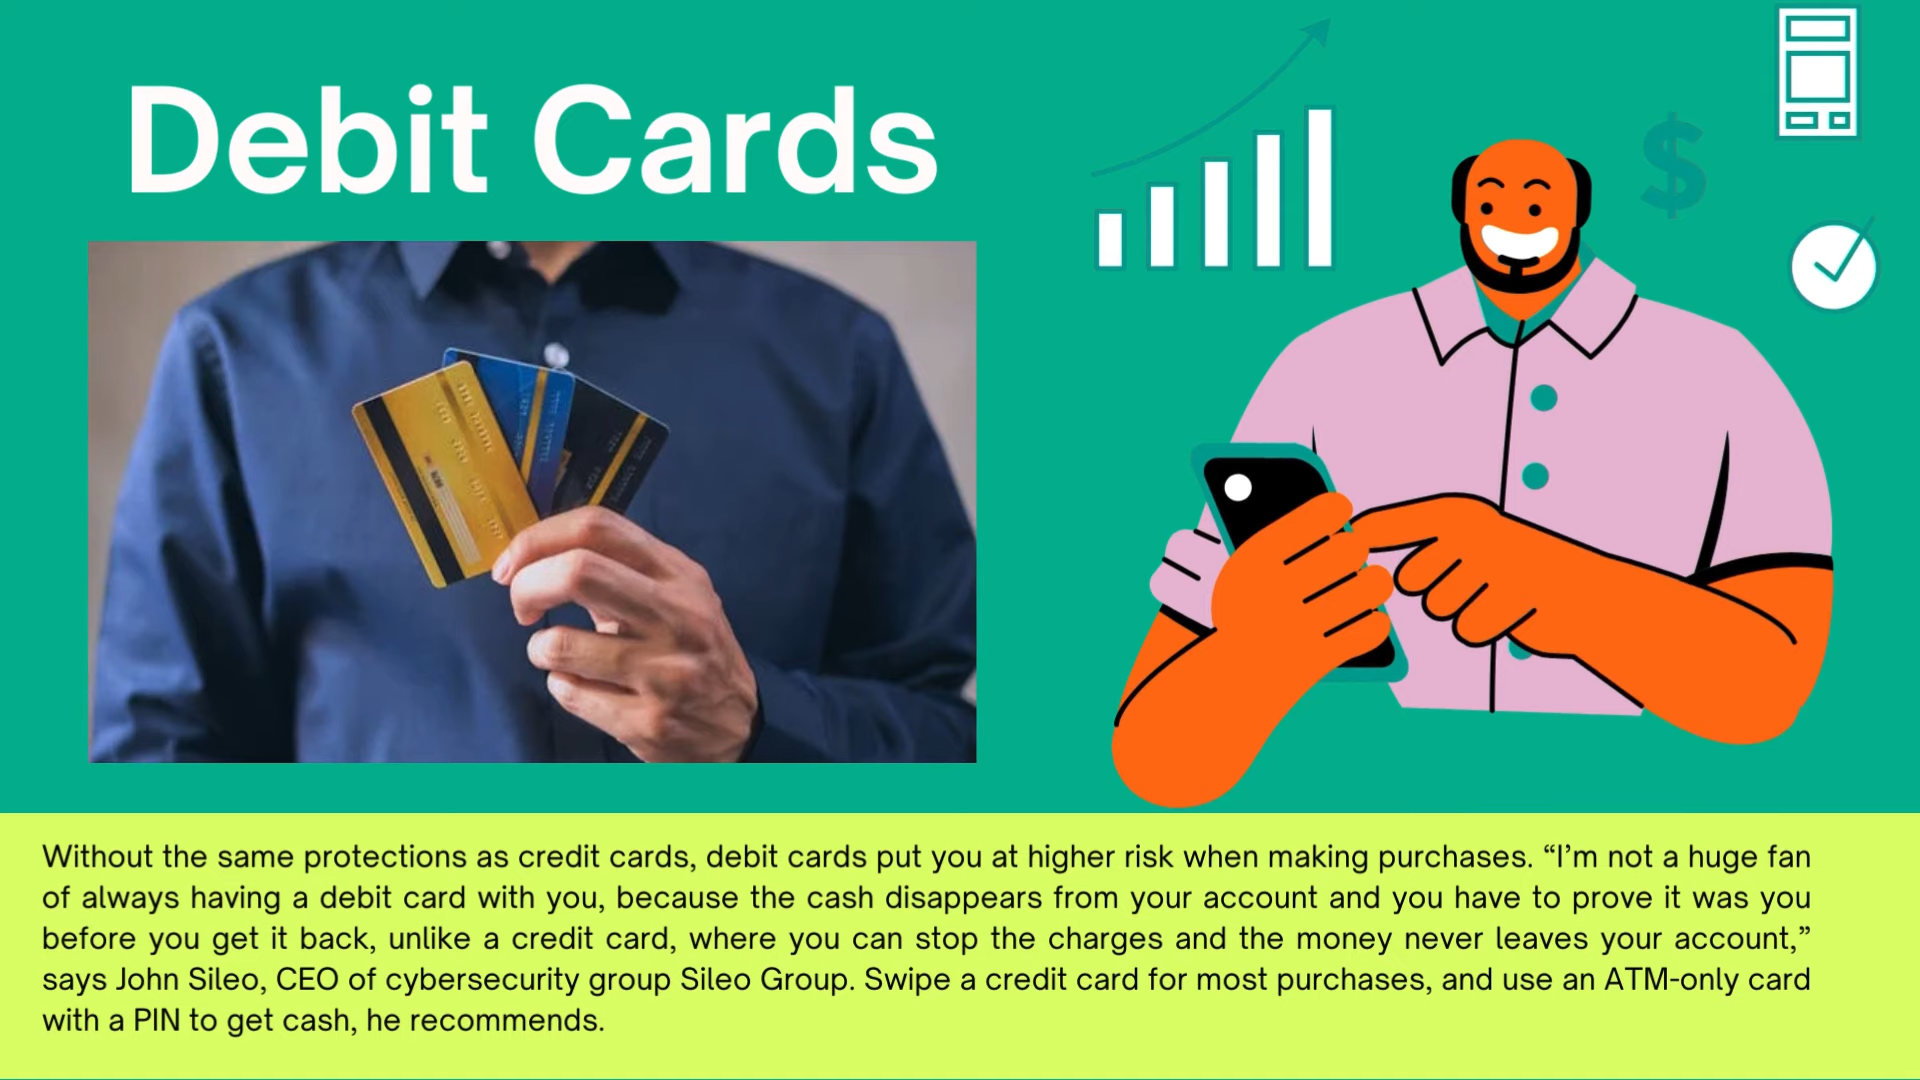 Debit Cards
$
Without the same protections as credit cards, debit cards put you at higher risk when making purchases. “I’m not a huge fan
of always having a debit card with you, because the cash disappears from your account and you have to prove it was you
before you get it back, unlike a credit card, where you can stop the charges and the money never leaves your account,”
says John Sileo, CEO of cybersecurity group Sileo Group. Swipe a credit card for most purchases, and use an ATM-only card
with a PIN to get cash, he recommends.